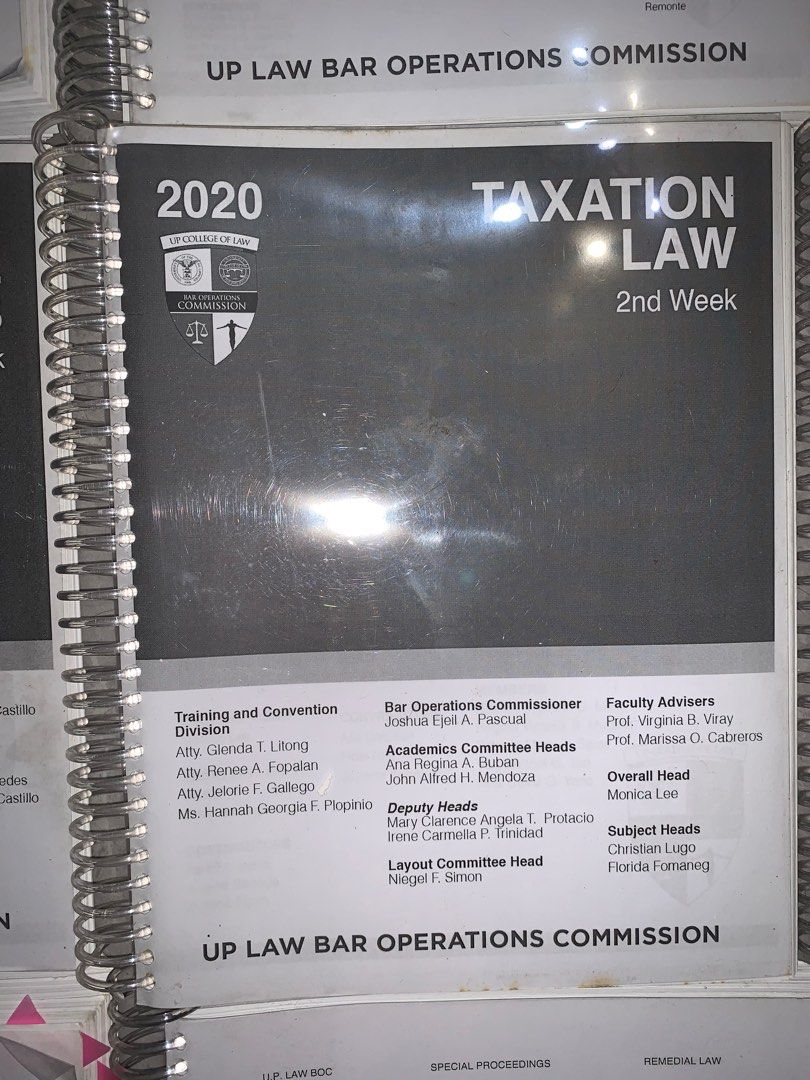 Remonte
UP LAW BAR OPERATIONS COMMISSION
2020
TAXATION
LAW
2nd Week
UP COLLEGE OF LAW
BAR OPERATIONS
COMMISSION
Training and Convention
Division
Atty. Glenda T. Litong
Atty. Renee A. Fopalan
Atty. Jelorie F. Gallego
Ms. Hannah Georgia F. Plopinio
Bar Operations Commissioner
Joshua Ejeil A. Pascual
Academics Committee Heads
Ana Regina A. Buban
John Alfred H. Mendoza
Deputy Heads
Mary Clarence Angela T. Protacio
Irene Carmella P. Trinidad
Layout Committee Head
Niegel F. Simon
Faculty Advisers
Prof. Virginia B. Viray
Prof. Marissa O. Cabreros
Overall Head
Monica Lee
Subject Heads
Christian Lugo
Florida Fomaneg
UP LAW BAR OPERATIONS COMMISSION
Castillo
Castillo
U.P. LAW BOC
SPECIAL PROCEEDINGS
REMEDIAL LAW